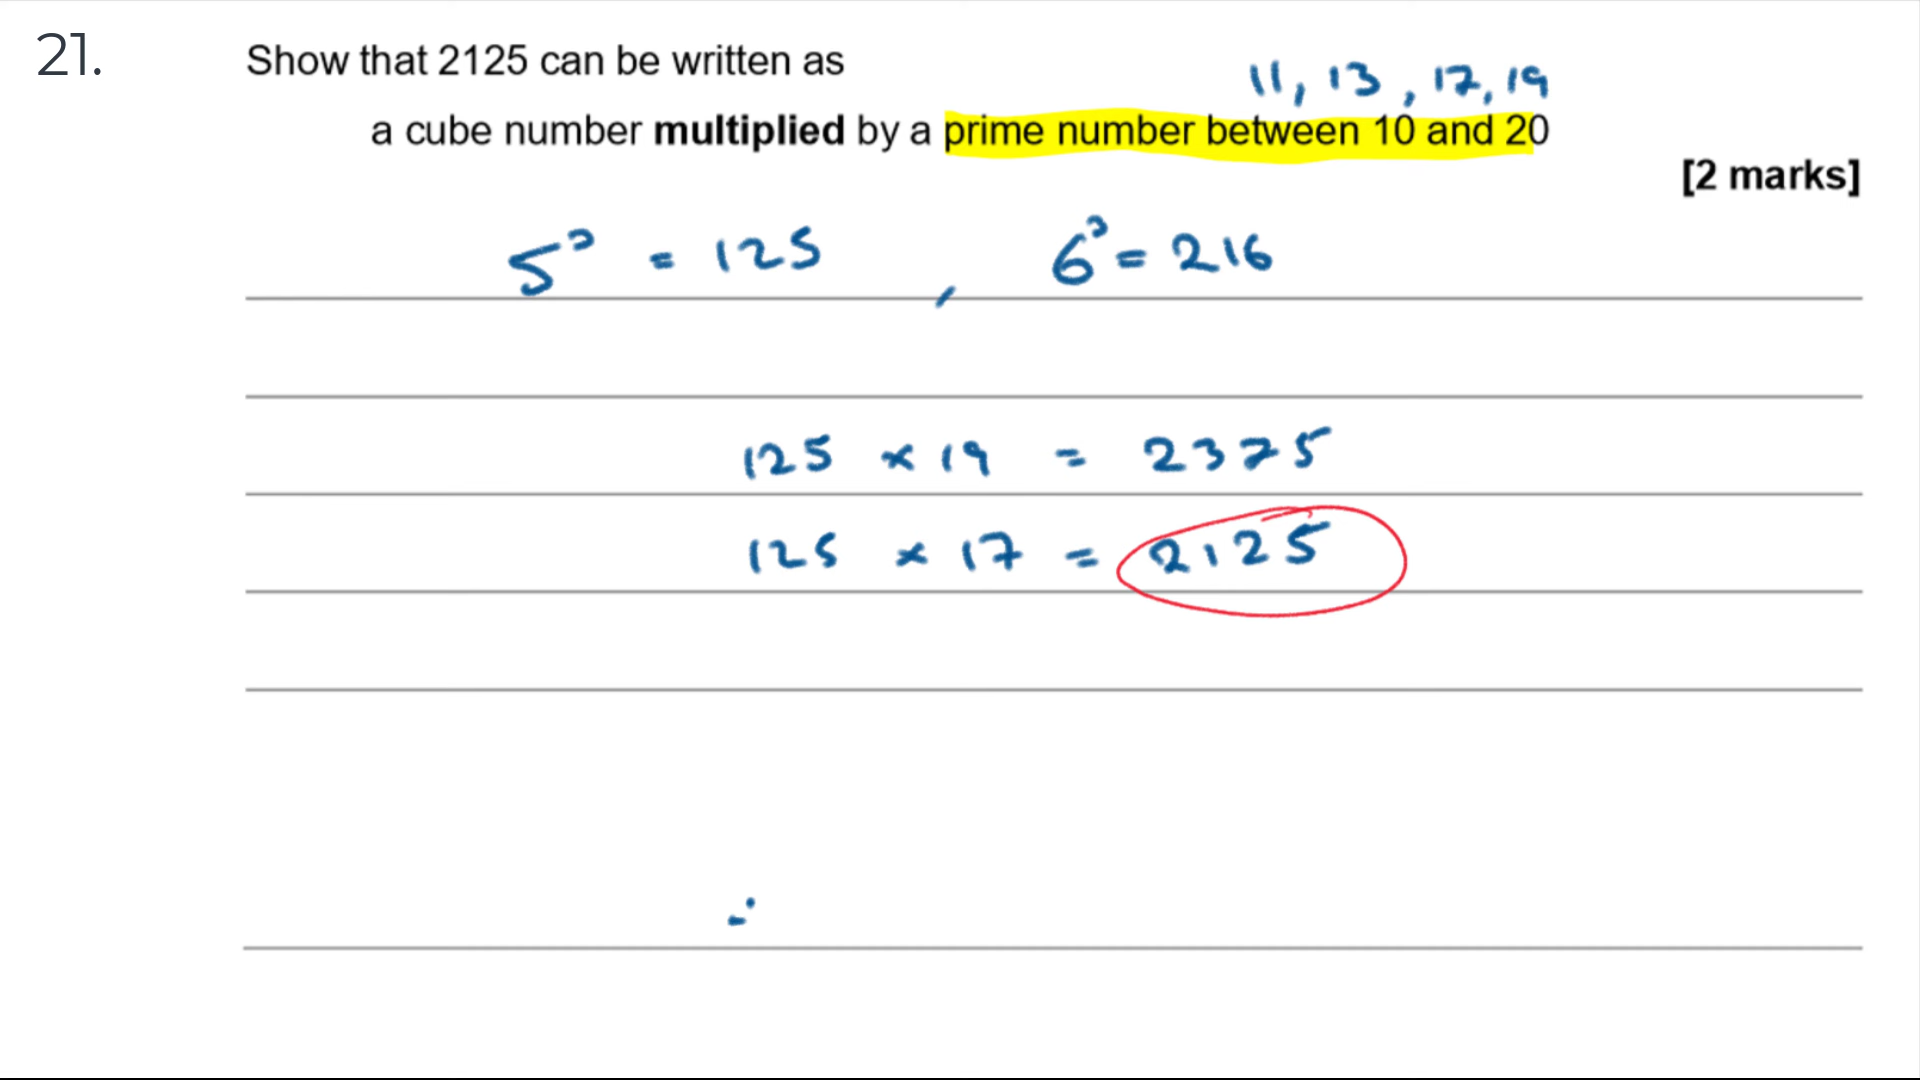 21.
Show that 2125 can be written as
11, 13, 17, 19
a cube number multiplied by a prime number between 10 and 20
[2 marks]
5³ = 125 , 6³ = 216
125 × 19 = 2375
125 × 17 = 2125